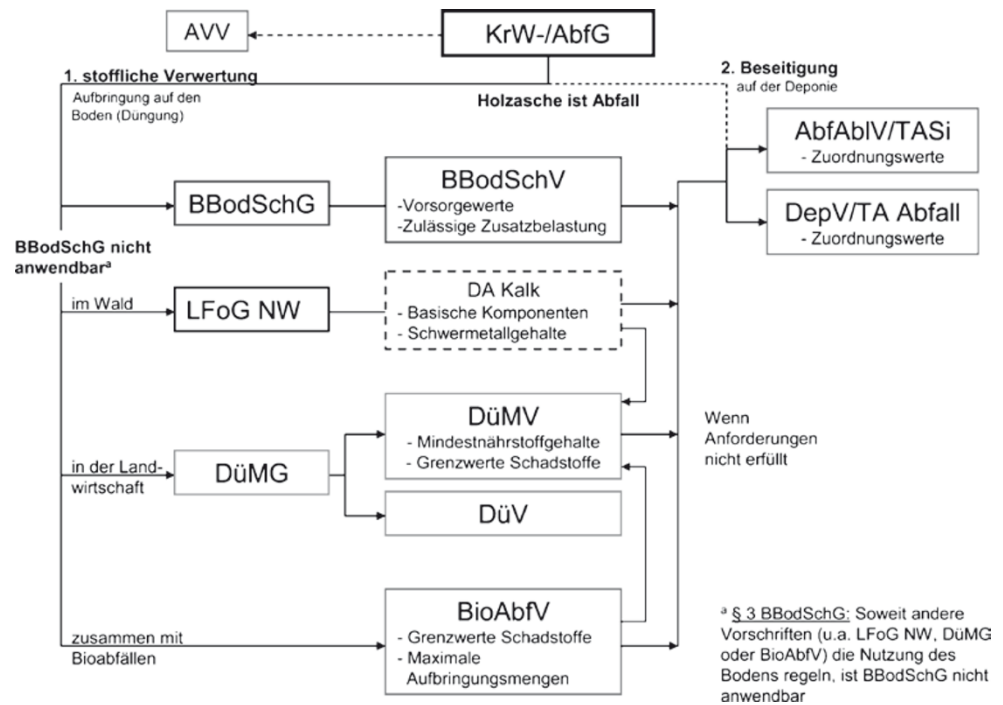 AVV
KrW-/AbfG
1. stoffliche Verwertung
Aufbringung auf den
Boden (Düngung)
Holzasche ist Abfall
2. Beseitigung
auf der Deponie
AbfAblV/TASi
- Zuordnungswerte
DepV/TA Abfall
- Zuordnungswerte
BBodSchG
BBodSchV
-Vorsorgewerte
-Zulässige Zusatzbelastung
BBodSchG nicht
anwendbarᵃ
im Wald
LFoG NW
DA Kalk
- Basische Komponenten
- Schwermetallgehalte
in der Land-
wirtschaft
DüMG
DüMV
- Mindestnährstoffgehalte
- Grenzwerte Schadstoffe
DüV
Wenn
Anforderungen
nicht erfüllt
zusammen mit
Bioabfällen
BioAbfV
- Grenzwerte Schadstoffe
- Maximale
Aufbringungsmengen
ᵃ § 3 BBodSchG: Soweit andere
Vorschriften (u.a. LFoG NW, DüMG
oder BioAbfV) die Nutzung des
Bodens regeln, ist BBodSchG nicht
anwendbar